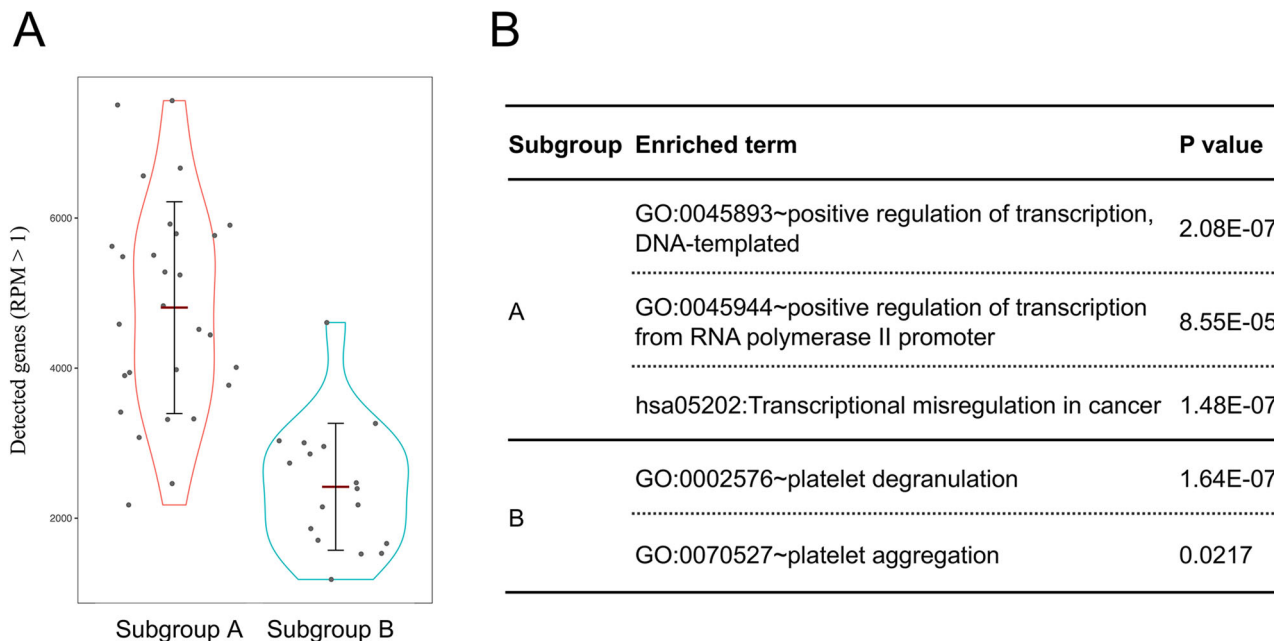 A
B
Detected genes (RPM > 1)
6000
4000
2000
Subgroup A
Subgroup B
Subgroup Enriched term P value
A
GO:0045893~positive regulation of transcription,
DNA-templated
2.08E-07
GO:0045944~positive regulation of transcription
from RNA polymerase II promoter
8.55E-05
hsa05202:Transcriptional misregulation in cancer 1.48E-07
B
GO:0002576~platelet degranulation 1.64E-07
GO:0070527~platelet aggregation 0.0217